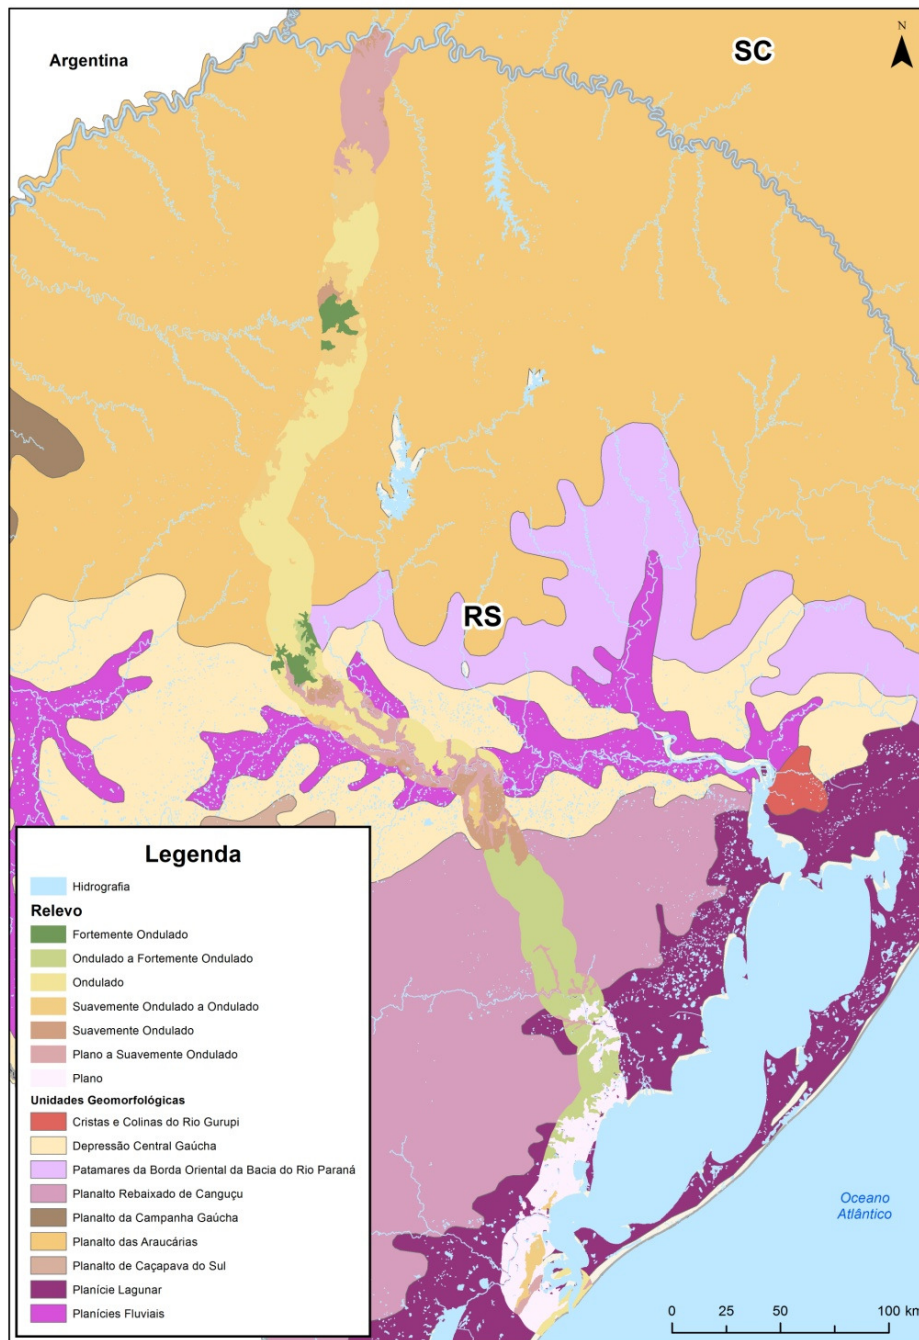 Argentina
SC
N
RS
Legenda
Hidrografia
Relevo
Fortemente Ondulado
Ondulado a Fortemente Ondulado
Ondulado
Suavemente Ondulado a Ondulado
Suavemente Ondulado
Plano a Suavemente Ondulado
Plano
Unidades Geomorfológicas
Cristas e Colinas do Rio Gurupi
Depressão Central Gaúcha
Patamares da Borda Oriental da Bacia do Rio Paraná
Planalto Rebaixado de Canguçu
Planalto da Campanha Gaúcha
Planalto das Araucárias
Planalto de Caçapava do Sul
Planície Lagunar
Planícies Fluviais
Oceano
Atlântico
0 25 50 100 km